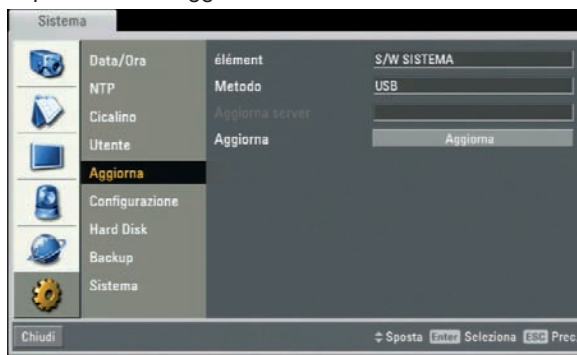 Sistema
Data/Ora
NTP
Cicalino
Utente
Aggiorna
Configurazione
Hard Disk
Backup
Sistema
élément S/W SISTEMA
Metodo USB
Aggiorna server
Aggiorna Aggiorna
Chiudi
Sposta Enter Seleziona ESC Prec